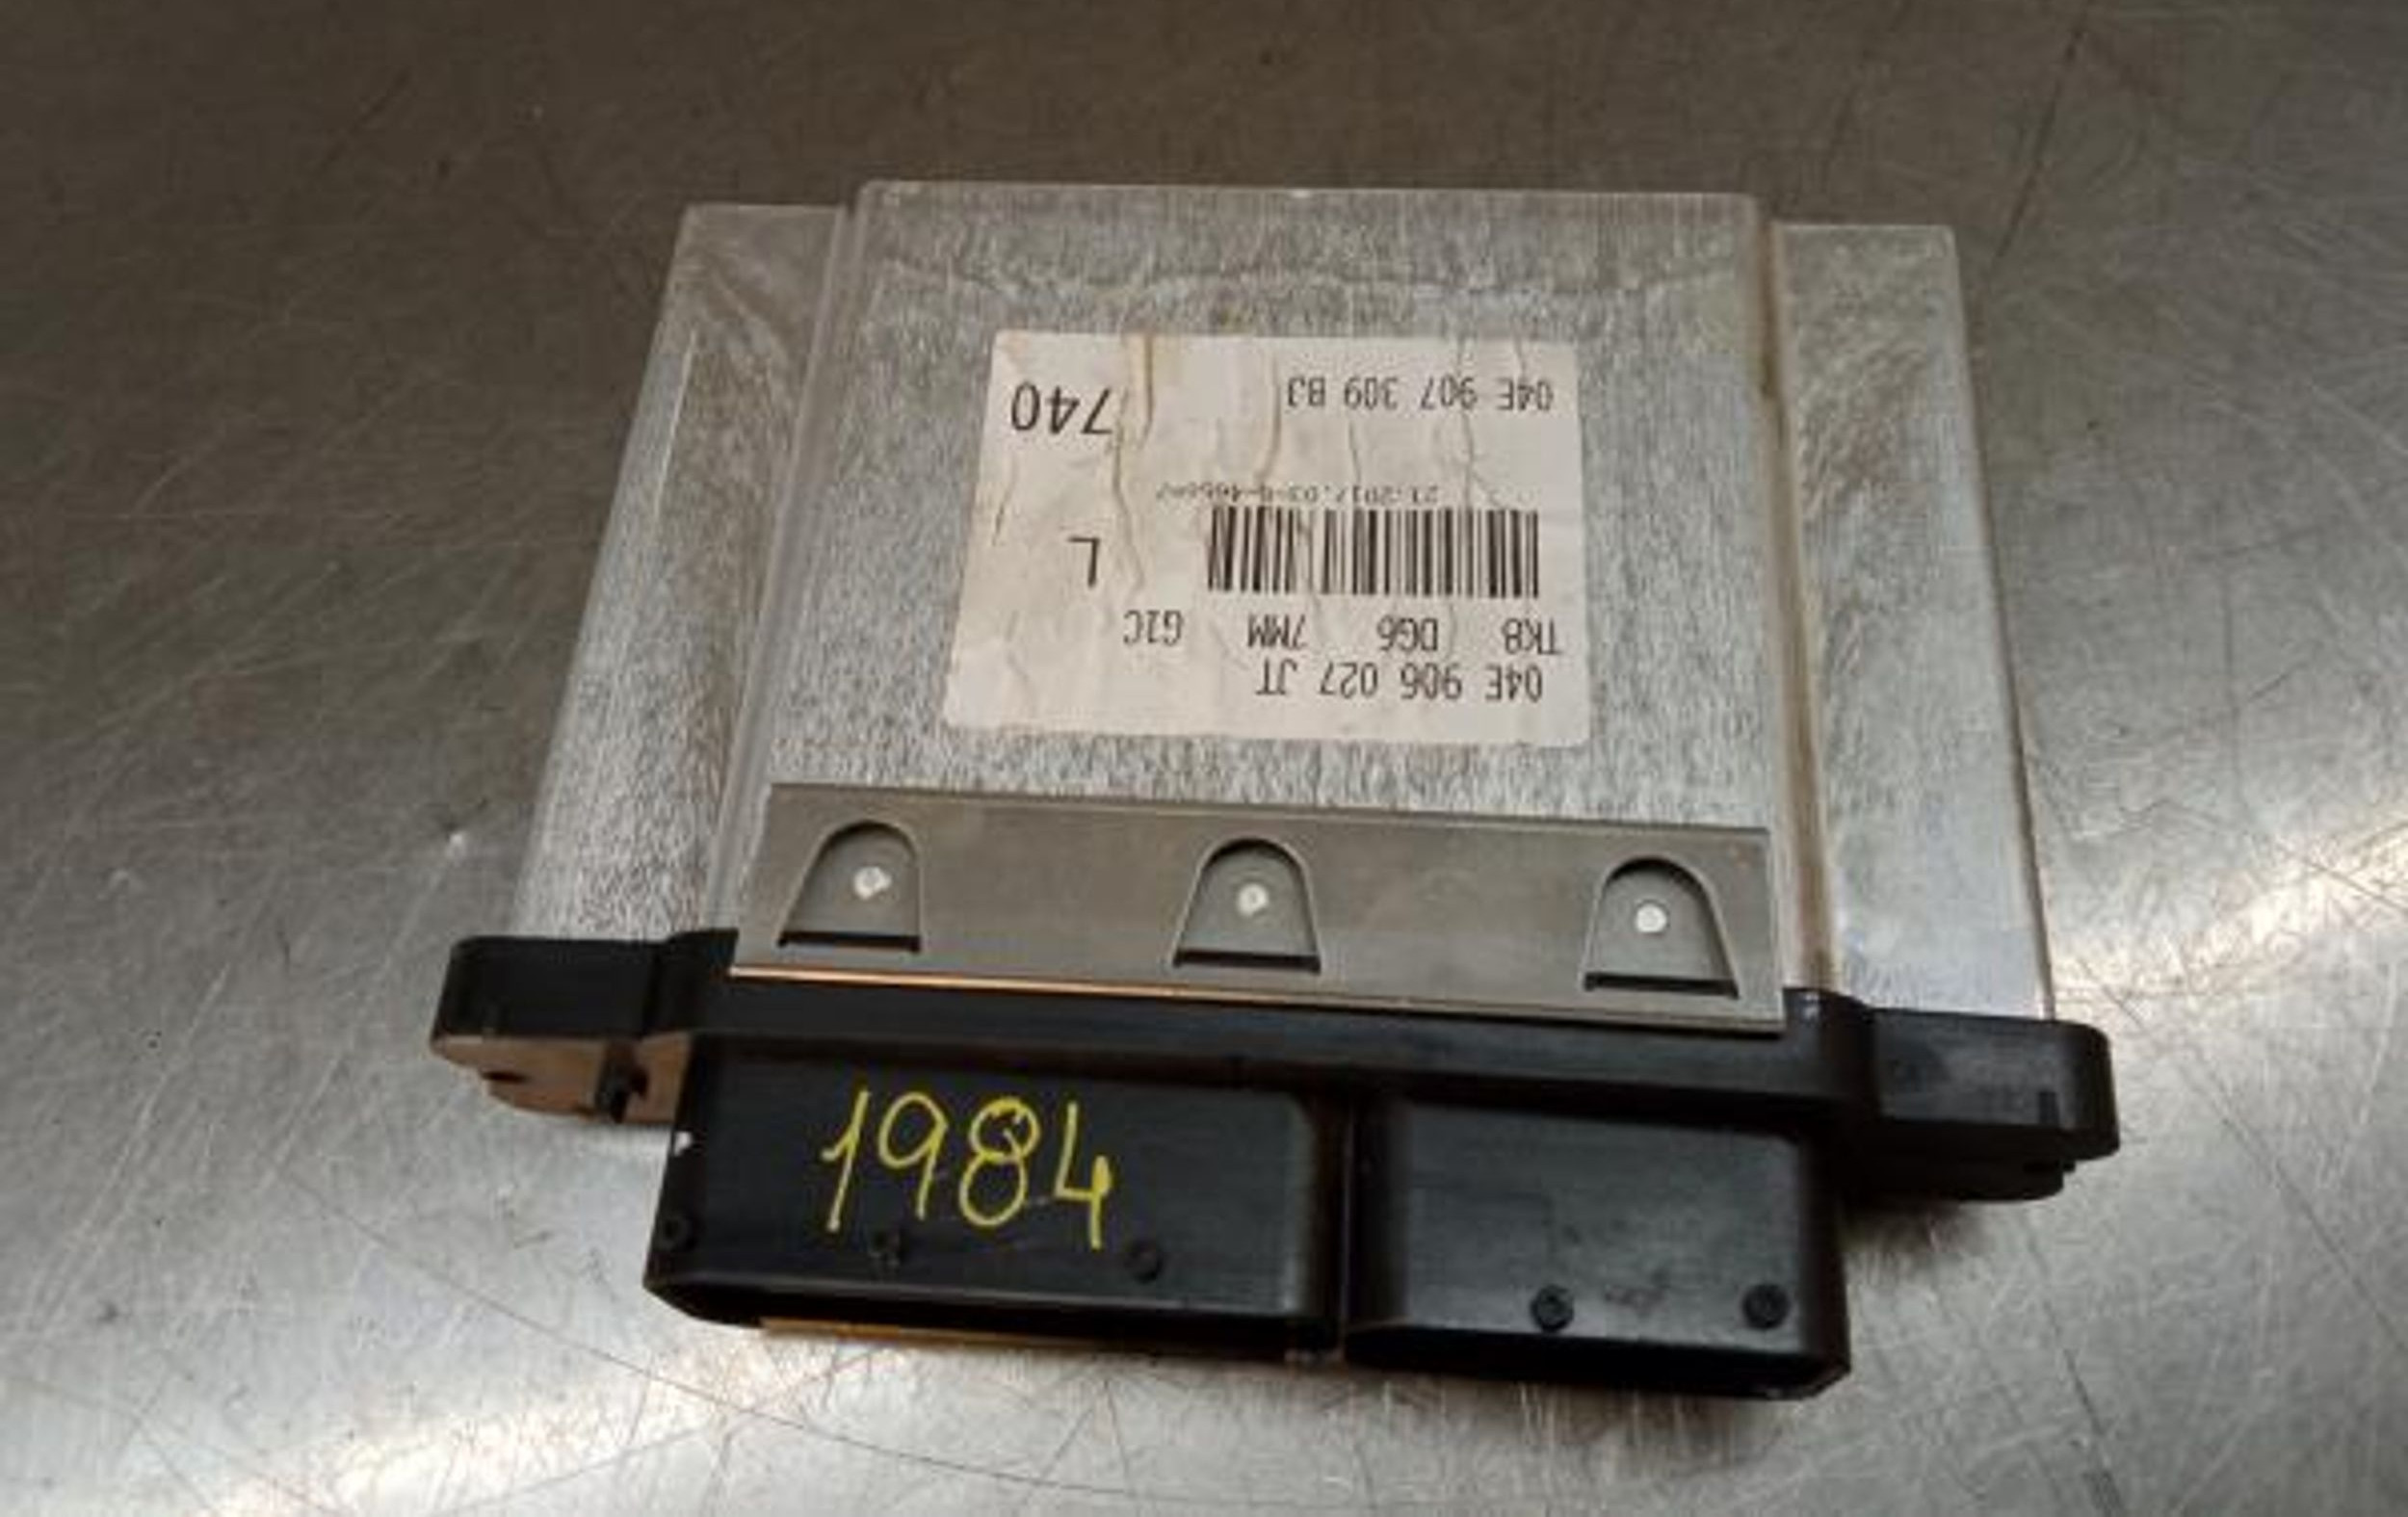 04E 906 027 JT
TK8 DG6 7MM G1C
L
04E 907 309 BJ
740
1984